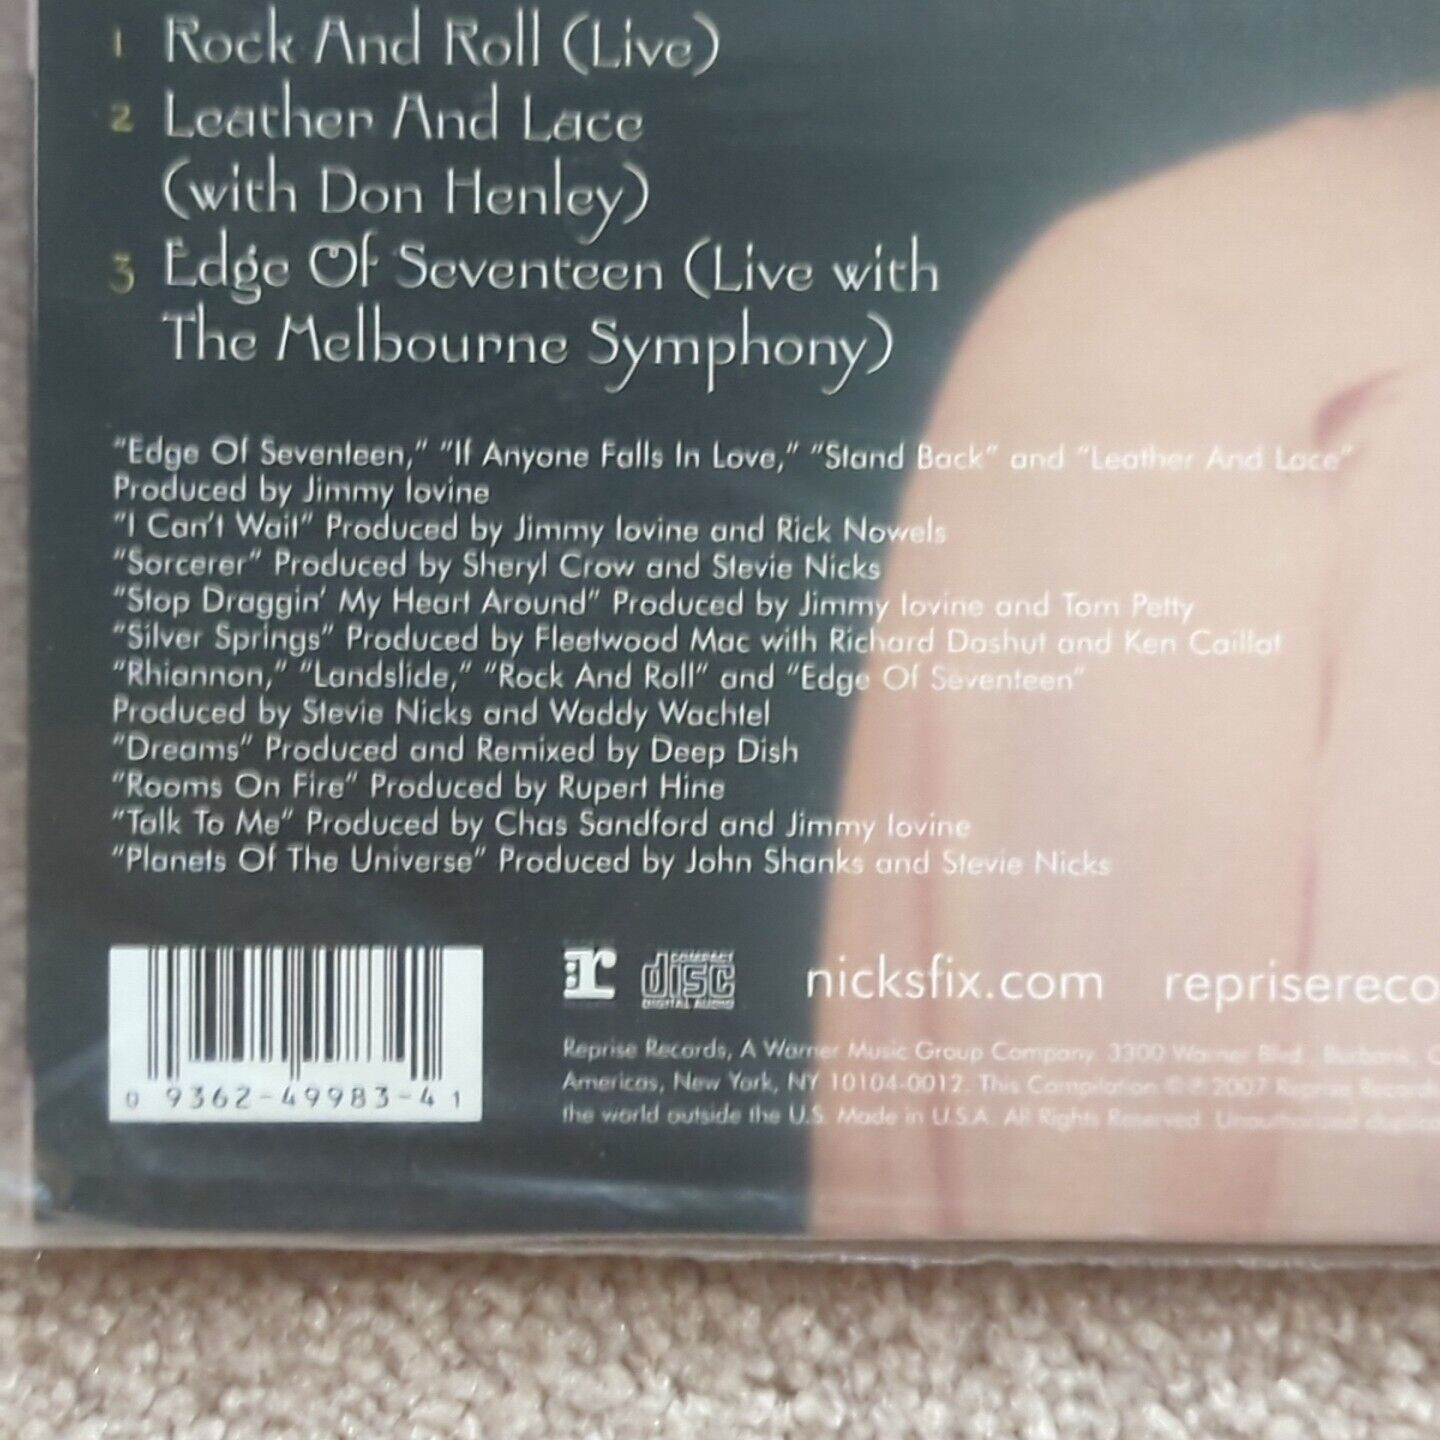 1 Rock And Roll (Live)
2 Leather And Lace
(with Don Henley)
3 Edge Of Seventeen (Live with
The Melbourne Symphony)
"Edge Of Seventeen," "If Anyone Falls In Love," "Stand Back" and "Leather And Lace"
Produced by Jimmy Iovine
"I Can't Wait" Produced by Jimmy Iovine and Rick Nowels
"Sorcerer" Produced by Sheryl Crow and Stevie Nicks
"Stop Draggin' My Heart Around" Produced by Jimmy Iovine and Tom Petty
"Silver Springs" Produced by Fleetwood Mac with Richard Dashut and Ken Caillat
"Rhiannon," "Landslide," "Rock And Roll" and "Edge Of Seventeen"
Produced by Stevie Nicks and Waddy Wachtel
"Dreams" Produced and Remixed by Deep Dish
"Rooms On Fire" Produced by Rupert Hine
"Talk To Me" Produced by Chas Sandford and Jimmy Iovine
"Planets Of The Universe" Produced by John Shanks and Stevie Nicks
0 9362-49983-4 1
r
COMPACT
disc
DIGITAL AUDIO
nicksfix.com repriserec
Reprise Records, A Warner Music Group Company. 3300 Warner Blvd., Burbank, C
Americas, New York, NY 10104-0012. This Compilation ©℗ 2007 Reprise Records
the world outside the U.S. Made in U.S.A. All Rights Reserved. Unauthorized duplica